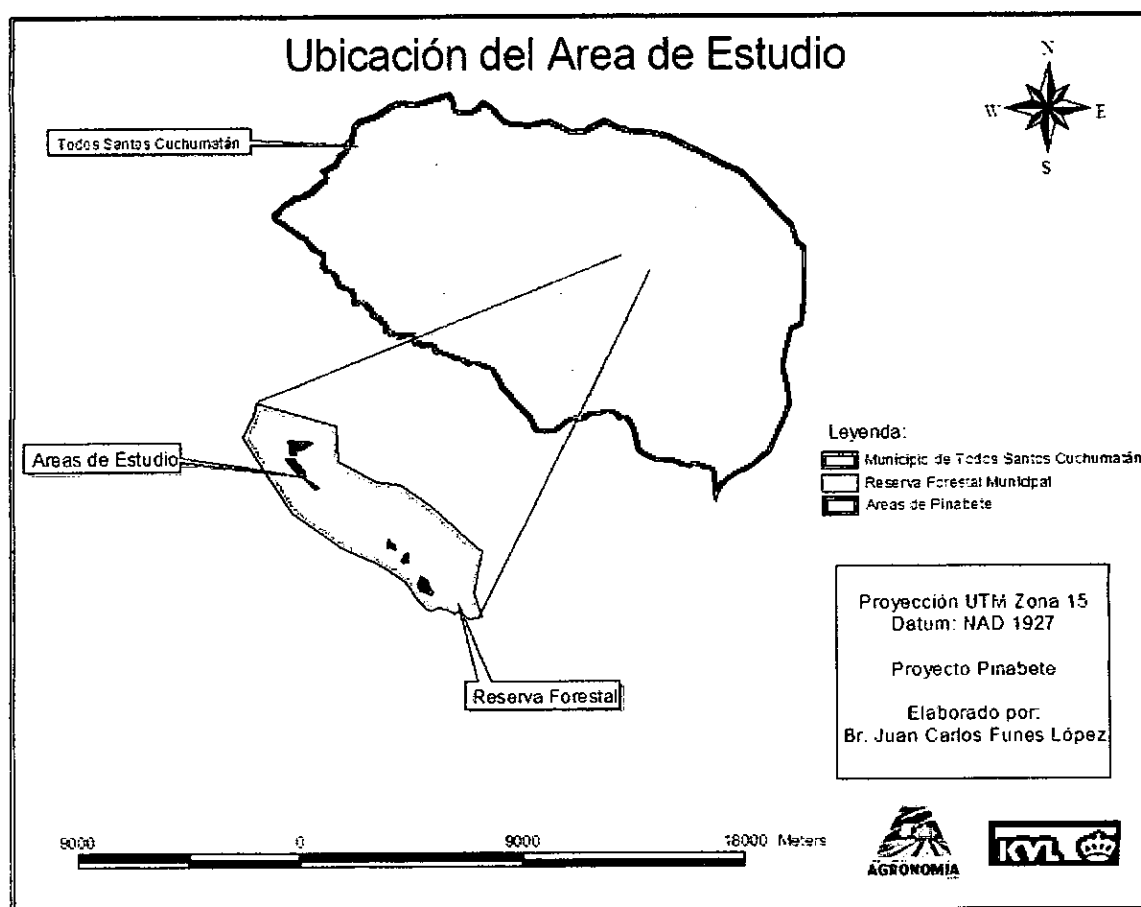 Ubicación del Area de Estudio
N
W E
S
Todos Santos Cuchumatán
Areas de Estudio
Leyenda:
Municipio de Todos Santos Cuchumatán
Reserva Forestal Municipal
Areas de Pinabete
Proyección UTM Zona 15
Datum: NAD 1927
Proyecto Pinabete
Elaborado por:
Br. Juan Carlos Funes López
Reserva Forestal
9000 0 9000 18000 Meters
AGRONOMIA
KVL